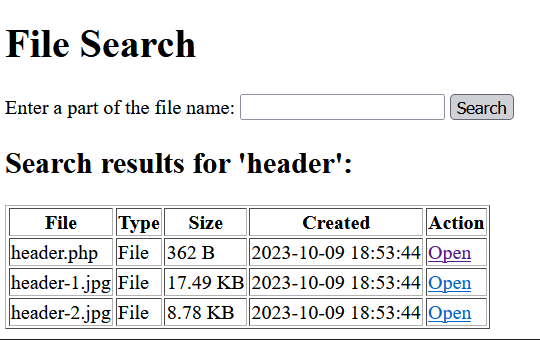 File Search
Enter a part of the file name: Search
Search results for 'header':
File Type Size Created Action
header.php File 362 B 2023-10-09 18:53:44 Open
header-1.jpg File 17.49 KB 2023-10-09 18:53:44 Open
header-2.jpg File 8.78 KB 2023-10-09 18:53:44 Open